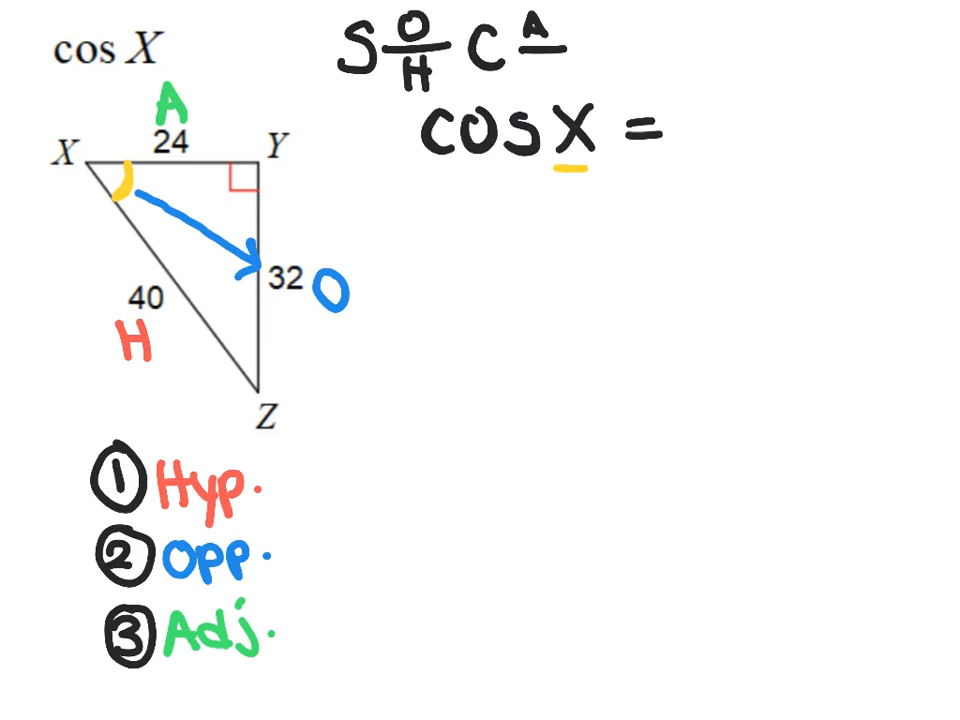 cos X
S O/H C A/
COS X =
A
24
X
Y
32 O
40
H
Z
① Hyp.
② Opp.
③ Adj.